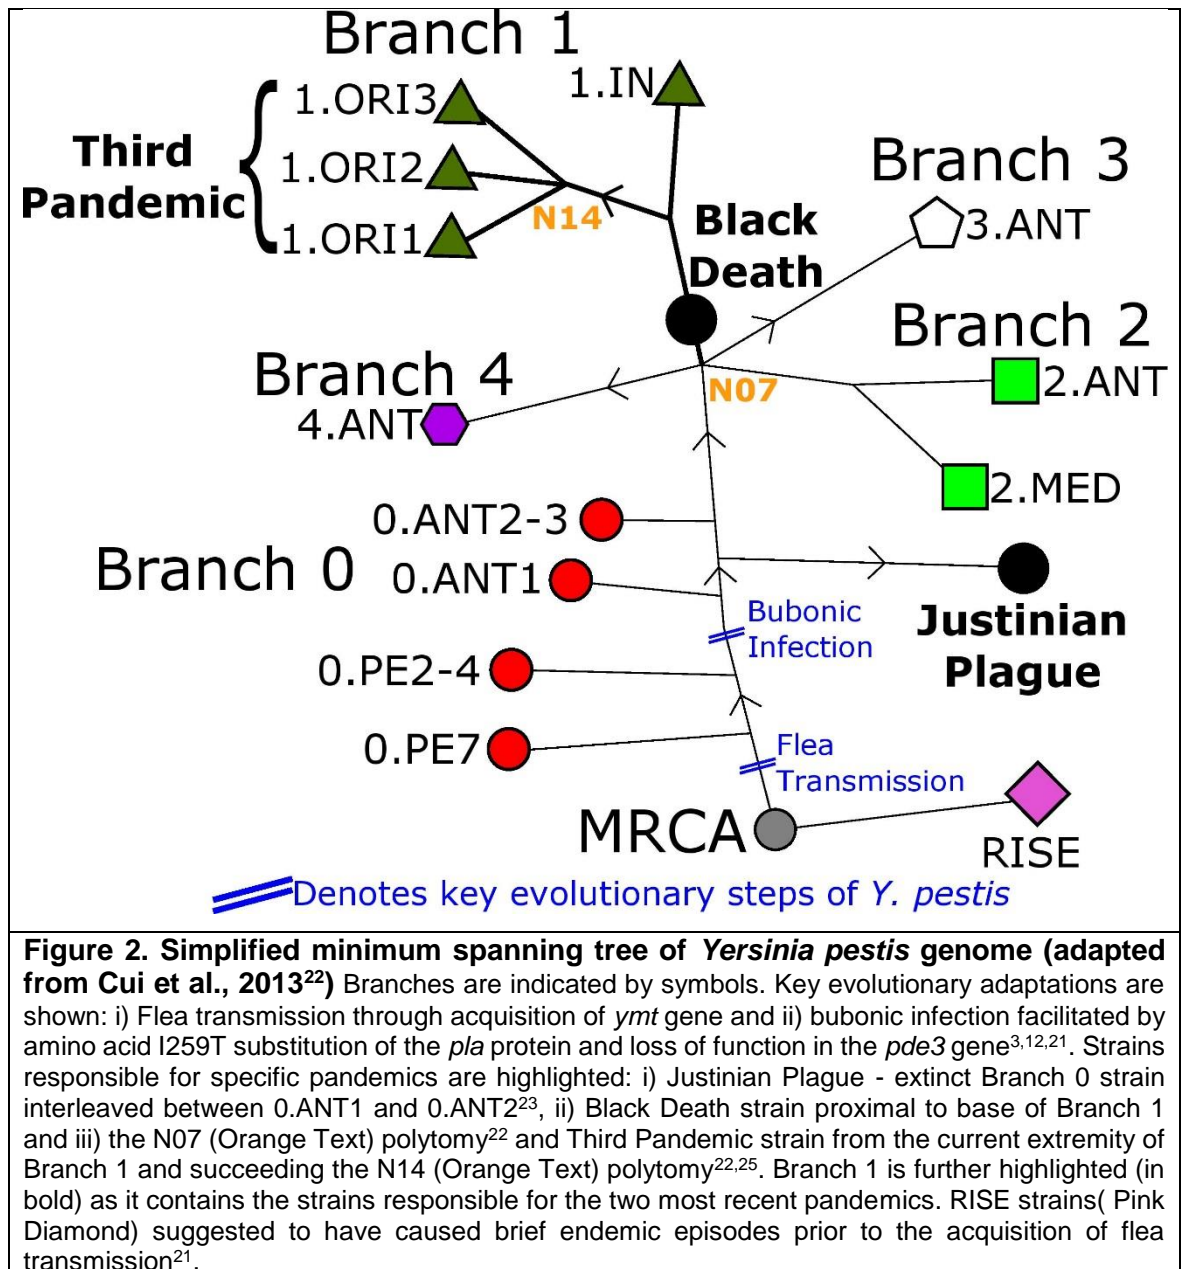 Branch 1
1.ORI3
1.IN
1.ORI2
1.ORI1
Third
Pandemic
N14
Black
Death
Branch 3
3.ANT
Branch 2
2.ANT
2.MED
N07
Branch 4
4.ANT
0.ANT2-3
Branch 0
0.ANT1
0.PE2-4
0.PE7
Bubonic
Infection
Justinian
Plague
Flea
Transmission
MRCA
RISE
Denotes key evolutionary steps of Y. pestis
Figure 2. Simplified minimum spanning tree of Yersinia pestis genome (adapted
from Cui et al., 2013²²) Branches are indicated by symbols. Key evolutionary adaptations are
shown: i) Flea transmission through acquisition of ymt gene and ii) bubonic infection facilitated by
amino acid I259T substitution of the pla protein and loss of function in the pde3 gene³,¹²,²¹. Strains
responsible for specific pandemics are highlighted: i) Justinian Plague - extinct Branch 0 strain
interleaved between 0.ANT1 and 0.ANT2²³, ii) Black Death strain proximal to base of Branch 1
and iii) the N07 (Orange Text) polytomy²² and Third Pandemic strain from the current extremity of
Branch 1 and succeeding the N14 (Orange Text) polytomy²²,²⁵. Branch 1 is further highlighted (in
bold) as it contains the strains responsible for the two most recent pandemics. RISE strains( Pink
Diamond) suggested to have caused brief endemic episodes prior to the acquisition of flea
transmission²¹.